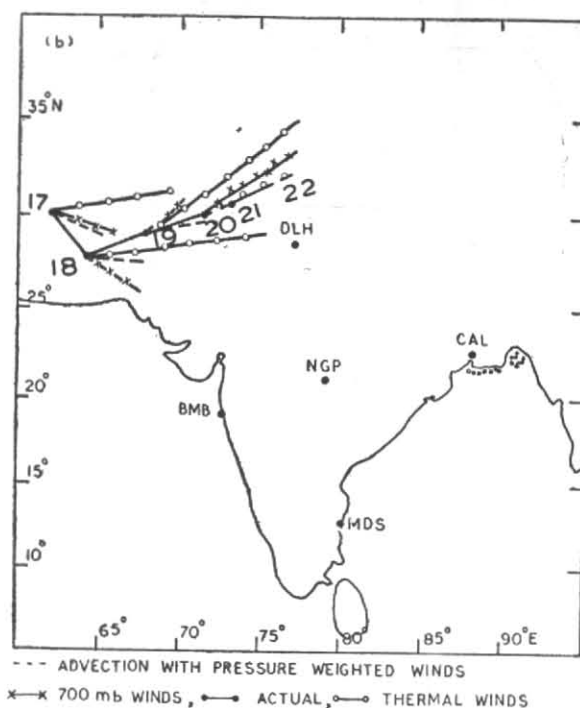 (b)
35°N
17
22
21
20
19
DLH
18
25°
CAL
NGP
20°
BMB
15°
MDS
10°
65° 70° 75° 80° 85° 90°E
--- ADVECTION WITH PRESSURE WEIGHTED WINDS
×—× 700 mb WINDS, •—• ACTUAL, o—o THERMAL WINDS